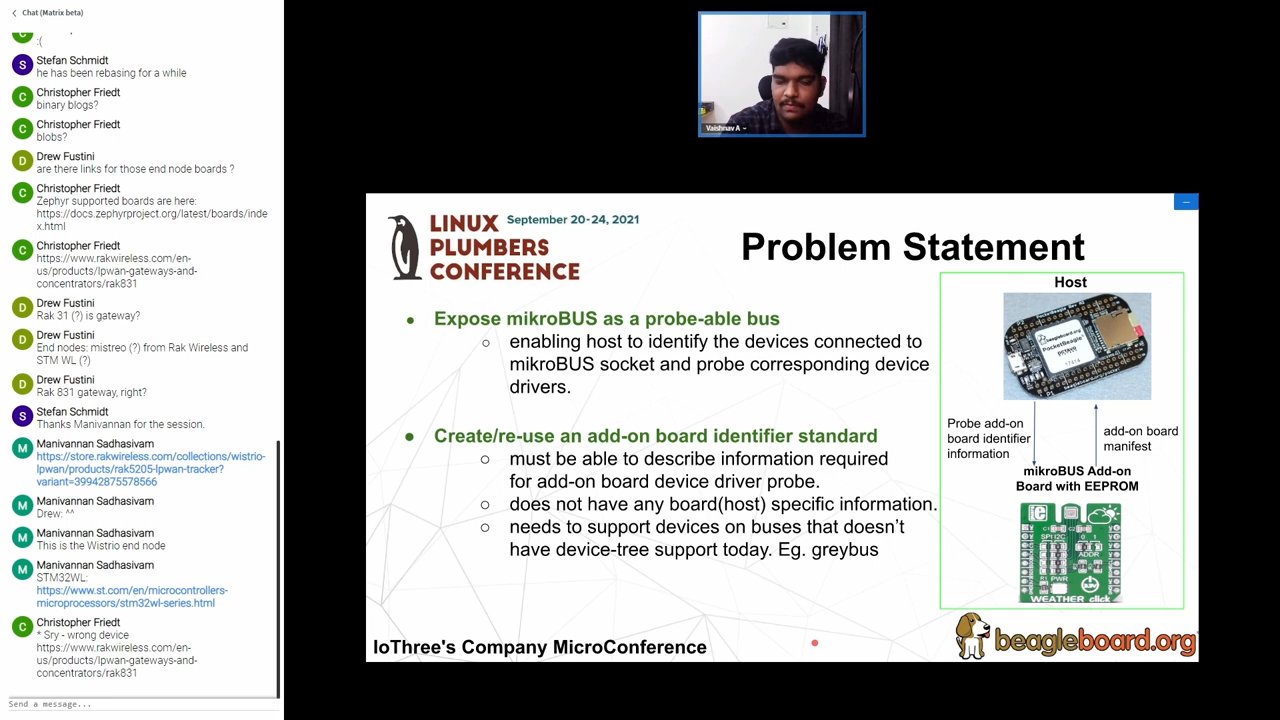 Chat (Matrix beta)
C
:(
S
Stefan Schmidt
he has been rebasing for a while
C
Christopher Friedt
binary blogs?
C
Christopher Friedt
blobs?
D
Drew Fustini
are there links for those end node boards ?
C
Christopher Friedt
Zephyr supported boards are here:
https://docs.zephyrproject.org/latest/boards/inde
x.html
C
Christopher Friedt
https://www.rakwireless.com/en-
us/products/lpwan-gateways-and-
concentrators/rak831
D
Drew Fustini
Rak 31 (?) is gateway?
D
Drew Fustini
End nodes: mistreo (?) from Rak Wireless and
STM WL (?)
D
Drew Fustini
Rak 831 gateway, right?
S
Stefan Schmidt
Thanks Manivannan for the session.
M
Manivannan Sadhasivam
https://store.rakwireless.com/collections/wistrio-
lpwan/products/rak5205-lpwan-tracker?
variant=39942875578566
M
Manivannan Sadhasivam
Drew: ^^
M
Manivannan Sadhasivam
This is the Wistrio end node
M
Manivannan Sadhasivam
STM32WL:
https://www.st.com/en/microcontrollers-
microprocessors/stm32wl-series.html
C
Christopher Friedt
* Sry - wrong device
https://www.rakwireless.com/en-
us/products/lpwan-gateways-and-
concentrators/rak831
Send a message...
Vaishnav A
LINUX
PLUMBERS
CONFERENCE
September 20-24, 2021
Problem Statement
• Expose mikroBUS as a probe-able bus
○ enabling host to identify the devices connected to
mikroBUS socket and probe corresponding device
drivers.
• Create/re-use an add-on board identifier standard
○ must be able to describe information required
for add-on board device driver probe.
○ does not have any board(host) specific information.
○ needs to support devices on buses that doesn't
have device-tree support today. Eg. greybus
Host
beagleboard.org
PocketBeagle
Probe add-on
board identifier
information
add-on board
manifest
mikroBUS Add-on
Board with EEPROM
SPI I2C
0 1
ADDR
PWR
WEATHER click
IoThree's Company MicroConference
beagleboard.org